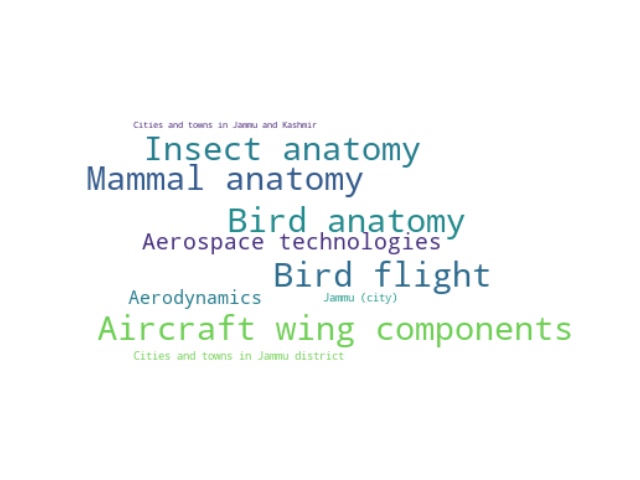 Cities and towns in Jammu and Kashmir
Insect anatomy
Mammal anatomy
Bird anatomy
Aerospace technologies
Bird flight
Aerodynamics
Jammu (city)
Aircraft wing components
Cities and towns in Jammu district